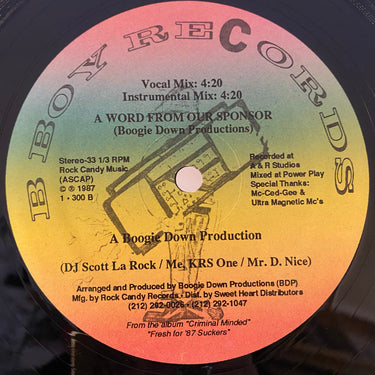 BBOY RECORDS
Vocal Mix: 4:20
Instrumental Mix: 4:20
A WORD FROM OUR SPONSOR
(Boogie Down Productions)
Stereo-33 1/3 RPM
Rock Candy Music
(ASCAP)
© ℗ 1987
1 · 300 B
Recorded at
A & R Studios
Mixed at Power Play
Special Thanks:
Mc-Ced-Gee &
Ultra Magnetic Mc's
A Boogie Down Production
(DJ Scott La Rock / Me, KRS One / Mr. D. Nice)
Arranged and Produced by Boogie Down Productions (BDP)
Mfg. by Rock Candy Records · Dist. by Sweet Heart Distributors
(212) 292-0026 · (212) 292-1047
From the album "Criminal Minded"
"Fresh for '87 Suckers"